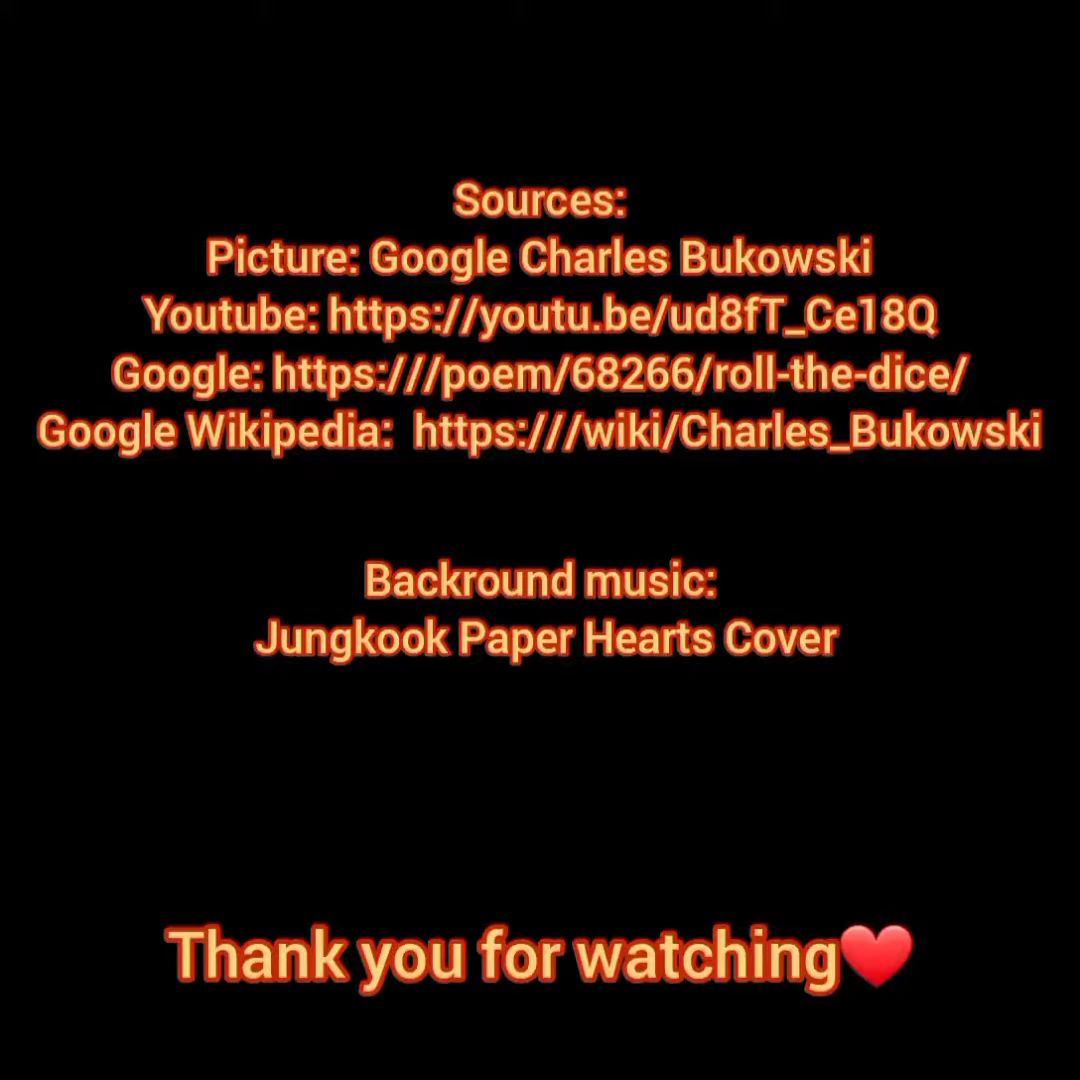 Sources:
Picture: Google Charles Bukowski
Youtube: https://youtu.be/ud8fT_Ce18Q
Google: https:///poem/68266/roll-the-dice/
Google Wikipedia:  https:///wiki/Charles_Bukowski
Backround music:
Jungkook Paper Hearts Cover
Thank you for watching❤️